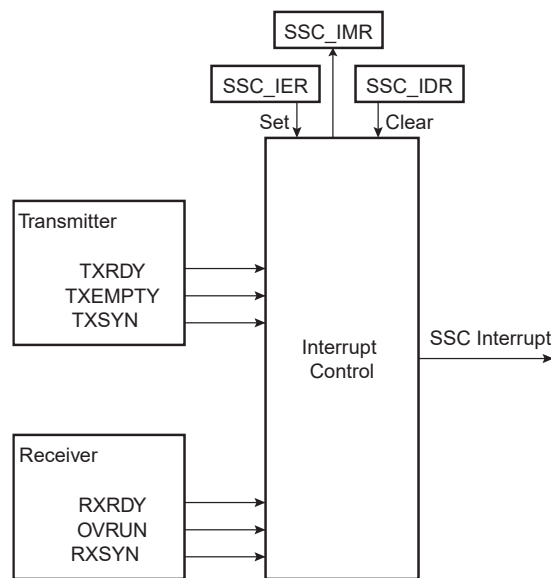 SSC_IMR
SSC_IER
SSC_IDR
Set
Clear
Transmitter
TXRDY
TXEMPTY
TXSYN
Interrupt
Control
SSC Interrupt
Receiver
RXRDY
OVRUN
RXSYN